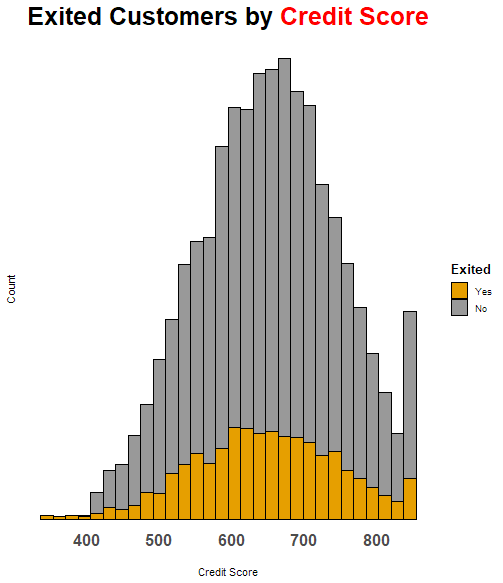 Exited Customers by Credit Score
Count
Exited
Yes
No
400 500 600 700 800
Credit Score